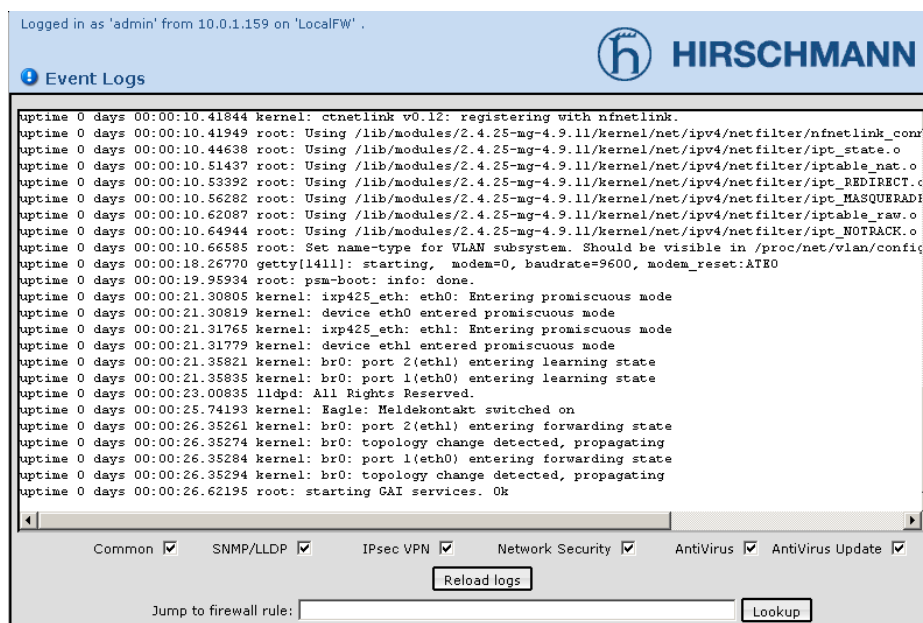 Logged in as 'admin' from 10.0.1.159 on 'LocalFW' .
HIRSCHMANN
Event Logs
uptime 0 days 00:00:10.41844 kernel: ctnetlink v0.12: registering with nfnetlink.
uptime 0 days 00:00:10.41949 root: Using /lib/modules/2.4.25-mg-4.9.11/kernel/net/ipv4/netfilter/nfnetlink_conn
uptime 0 days 00:00:10.44638 root: Using /lib/modules/2.4.25-mg-4.9.11/kernel/net/ipv4/netfilter/ipt_state.o
uptime 0 days 00:00:10.51437 root: Using /lib/modules/2.4.25-mg-4.9.11/kernel/net/ipv4/netfilter/iptable_nat.o
uptime 0 days 00:00:10.53392 root: Using /lib/modules/2.4.25-mg-4.9.11/kernel/net/ipv4/netfilter/ipt_REDIRECT.o
uptime 0 days 00:00:10.56282 root: Using /lib/modules/2.4.25-mg-4.9.11/kernel/net/ipv4/netfilter/ipt_MASQUERADE
uptime 0 days 00:00:10.62087 root: Using /lib/modules/2.4.25-mg-4.9.11/kernel/net/ipv4/netfilter/iptable_raw.o
uptime 0 days 00:00:10.64944 root: Using /lib/modules/2.4.25-mg-4.9.11/kernel/net/ipv4/netfilter/ipt_NOTRACK.o
uptime 0 days 00:00:10.66585 root: Set name-type for VLAN subsystem. Should be visible in /proc/net/vlan/config
uptime 0 days 00:00:18.26770 getty[1411]: starting, modem=0, baudrate=9600, modem_reset:ATE0
uptime 0 days 00:00:19.95934 root: psm-boot: info: done.
uptime 0 days 00:00:21.30805 kernel: ixp425_eth: eth0: Entering promiscuous mode
uptime 0 days 00:00:21.30819 kernel: device eth0 entered promiscuous mode
uptime 0 days 00:00:21.31765 kernel: ixp425_eth: eth1: Entering promiscuous mode
uptime 0 days 00:00:21.31779 kernel: device eth1 entered promiscuous mode
uptime 0 days 00:00:21.35821 kernel: br0: port 2(eth1) entering learning state
uptime 0 days 00:00:21.35835 kernel: br0: port 1(eth0) entering learning state
uptime 0 days 00:00:23.00835 lldpd: All Rights Reserved.
uptime 0 days 00:00:25.74193 kernel: Eagle: Meldekontakt switched on
uptime 0 days 00:00:26.35261 kernel: br0: port 2(eth1) entering forwarding state
uptime 0 days 00:00:26.35274 kernel: br0: topology change detected, propagating
uptime 0 days 00:00:26.35284 kernel: br0: port 1(eth0) entering forwarding state
uptime 0 days 00:00:26.35294 kernel: br0: topology change detected, propagating
uptime 0 days 00:00:26.62195 root: starting GAI services. Ok
Common SNMP/LLDP IPsec VPN Network Security AntiVirus AntiVirus Update
Reload logs
Jump to firewall rule: Lookup